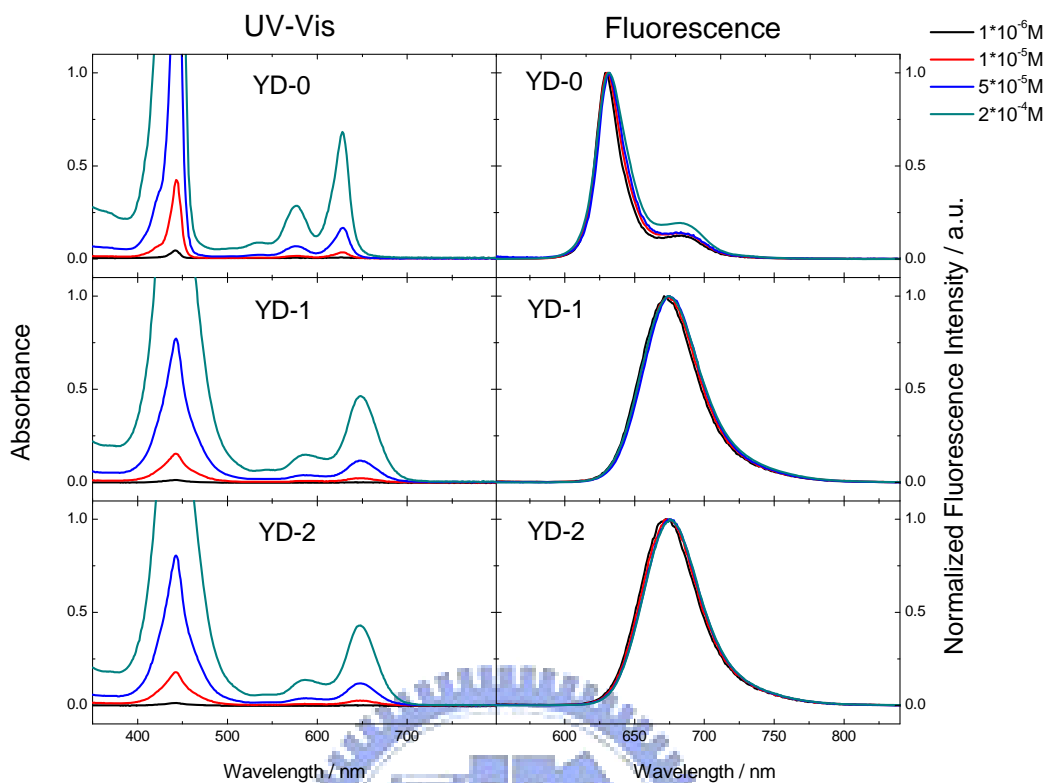 UV-Vis
Fluorescence
1*10⁻⁶M
1*10⁻⁵M
5*10⁻⁵M
2*10⁻⁴M
1.0
YD-0
YD-0
1.0
0.5
0.5
0.0
0.0
1.0
YD-1
YD-1
1.0
0.5
0.5
0.0
0.0
1.0
YD-2
YD-2
1.0
0.5
0.5
0.0
0.0
400 500 600 700
600 650 700 800
Wavelength / nm
Wavelength / nm
Absorbance
Normalized Fluorescence Intensity / a.u.